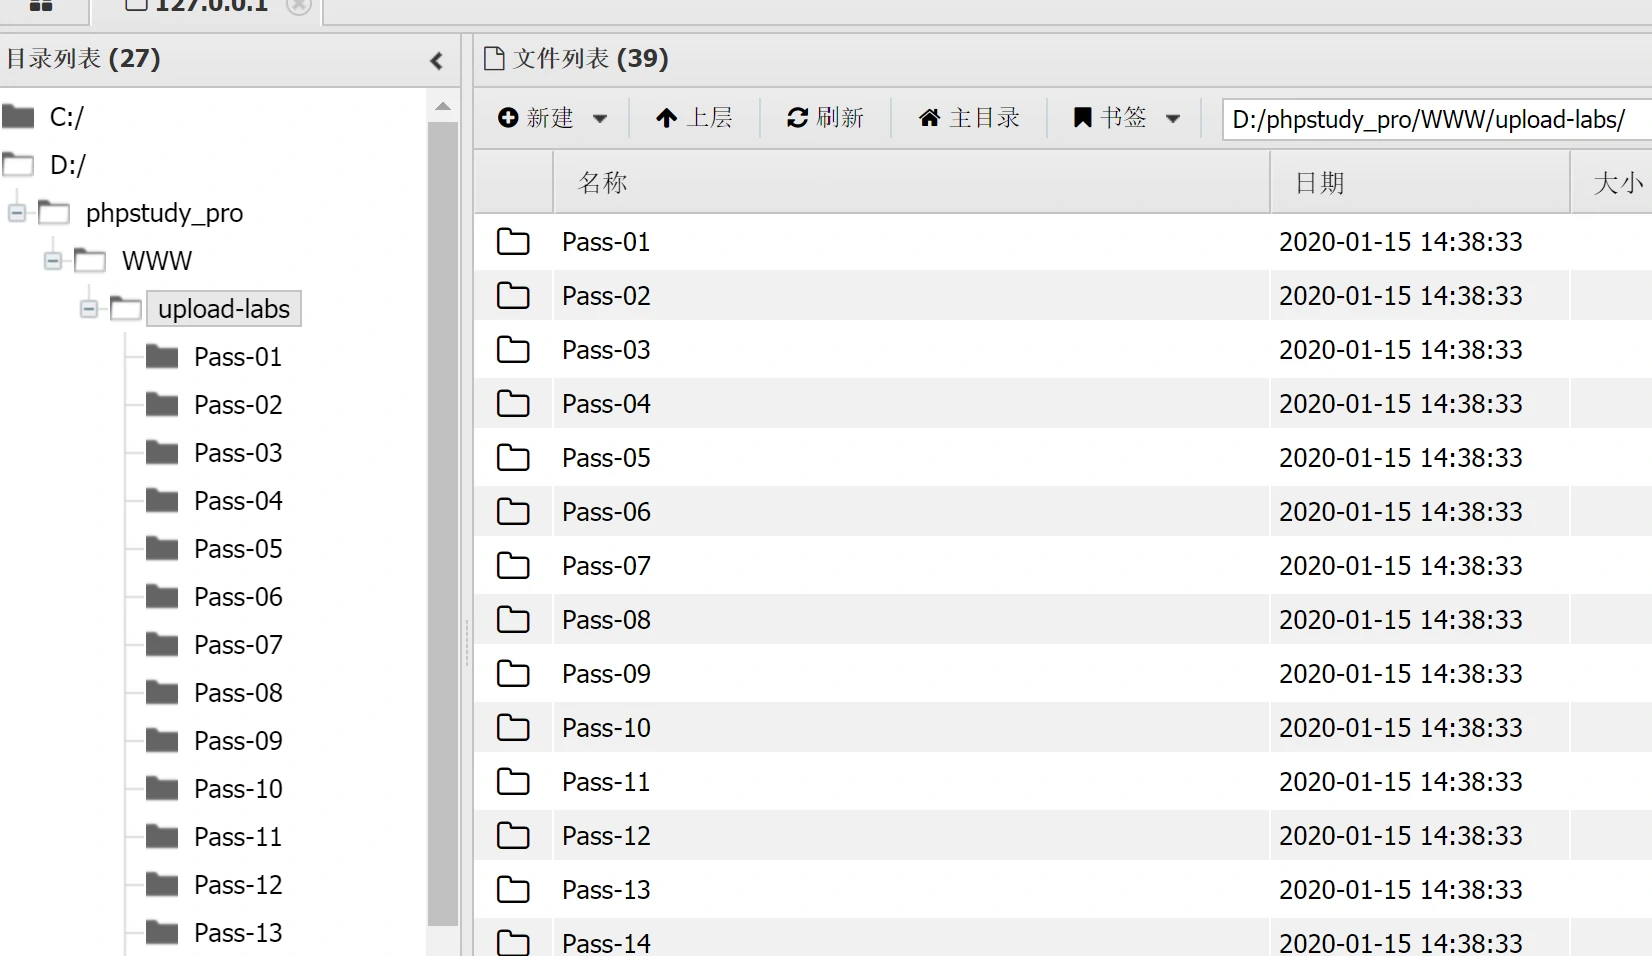 127.0.0.1
目录列表 (27)
C:/
D:/
phpstudy_pro
WWW
upload-labs
Pass-01
Pass-02
Pass-03
Pass-04
Pass-05
Pass-06
Pass-07
Pass-08
Pass-09
Pass-10
Pass-11
Pass-12
Pass-13
文件列表 (39)
新建 上层 刷新 主目录 书签 D:/phpstudy_pro/WWW/upload-labs/
名称 日期 大小
Pass-01 2020-01-15 14:38:33
Pass-02 2020-01-15 14:38:33
Pass-03 2020-01-15 14:38:33
Pass-04 2020-01-15 14:38:33
Pass-05 2020-01-15 14:38:33
Pass-06 2020-01-15 14:38:33
Pass-07 2020-01-15 14:38:33
Pass-08 2020-01-15 14:38:33
Pass-09 2020-01-15 14:38:33
Pass-10 2020-01-15 14:38:33
Pass-11 2020-01-15 14:38:33
Pass-12 2020-01-15 14:38:33
Pass-13 2020-01-15 14:38:33
Pass-14 2020-01-15 14:38:33